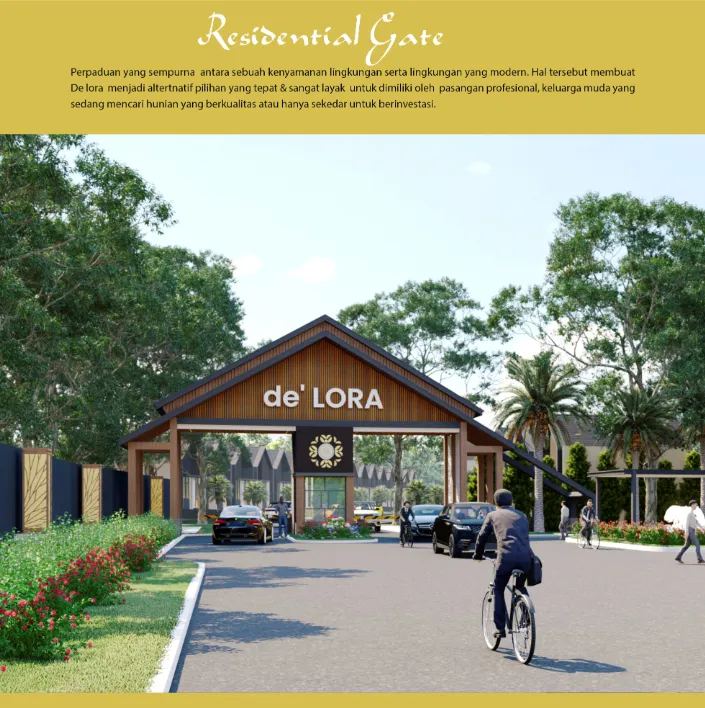 Residential Gate
Perpaduan yang sempurna antara sebuah kenyamanan lingkungan serta lingkungan yang modern. Hal tersebut membuat
De lora menjadi altertnatif pilihan yang tepat & sangat layak untuk dimiliki oleh pasangan profesional, keluarga muda yang
sedang mencari hunian yang berkualitas atau hanya sekedar untuk berinvestasi.
de' LORA